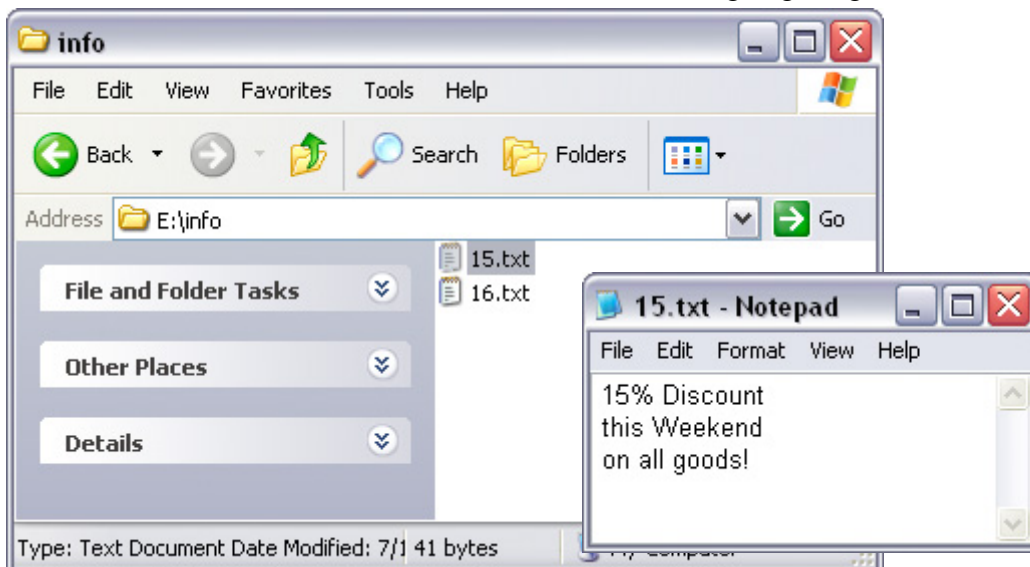 info
File Edit View Favorites Tools Help
Back Search Folders
Address E:\info Go
File and Folder Tasks
Other Places
Details
15.txt
16.txt
15.txt - Notepad
File Edit Format View Help
15% Discount
this Weekend
on all goods!
Type: Text Document Date Modified: 7/1 41 bytes